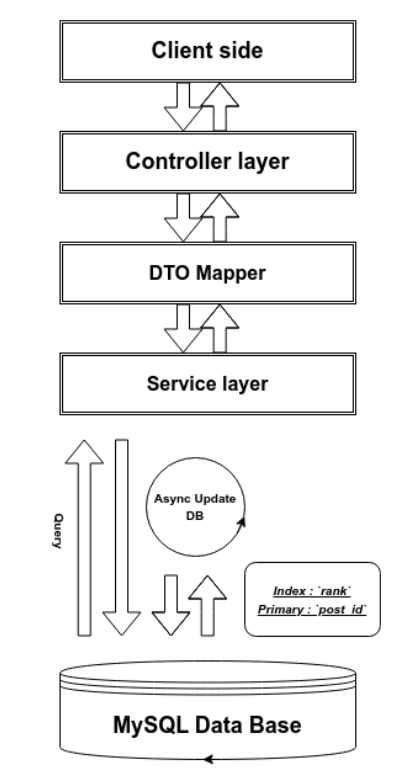 Client side
Controller layer
DTO Mapper
Service layer
Query
Async Update
DB
Index : `rank`
Primary : `post_id`
MySQL Data Base